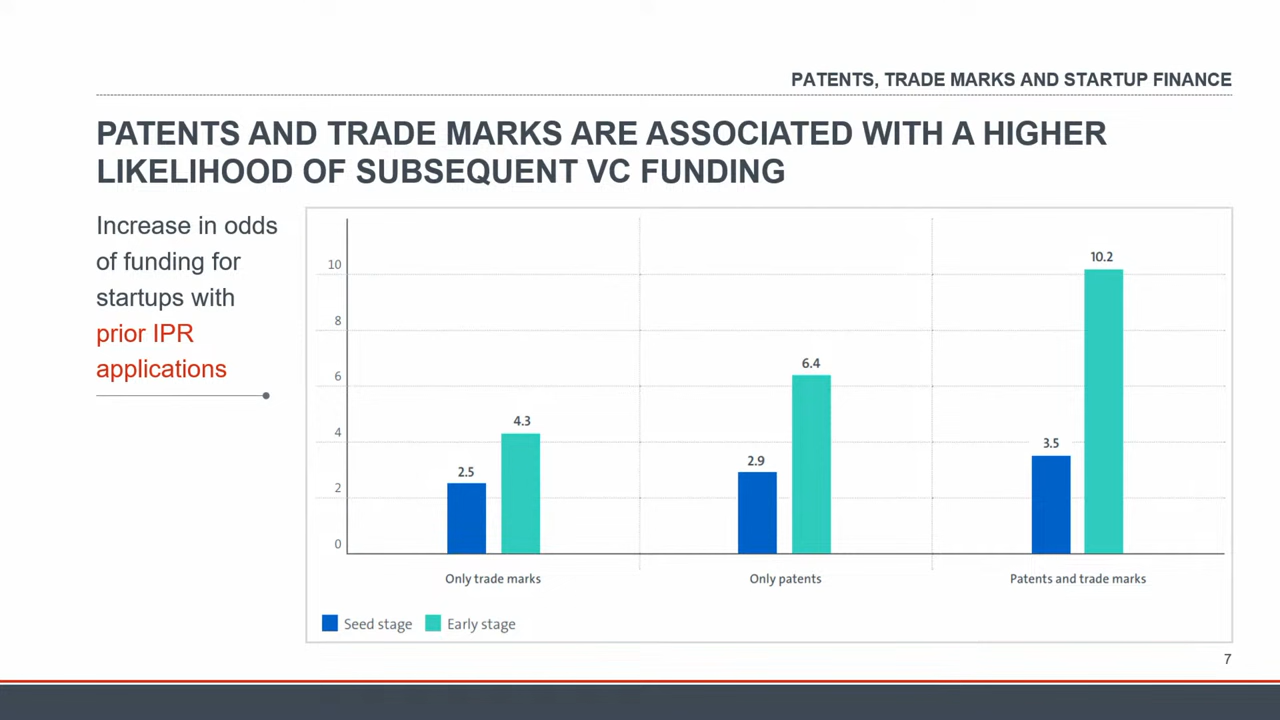 PATENTS, TRADE MARKS AND STARTUP FINANCE
PATENTS AND TRADE MARKS ARE ASSOCIATED WITH A HIGHER
LIKELIHOOD OF SUBSEQUENT VC FUNDING
Increase in odds
of funding for
startups with
prior IPR
applications
10
8
6
4
2
0
2.5
4.3
2.9
6.4
3.5
10.2
Only trade marks
Only patents
Patents and trade marks
Seed stage
Early stage
7